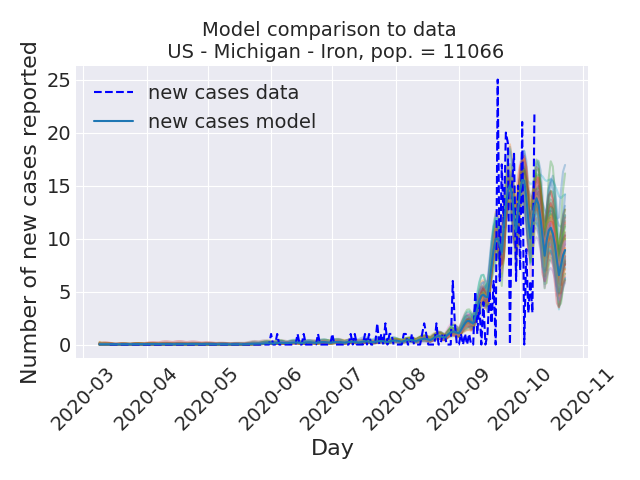 Model comparison to data
US - Michigan - Iron, pop. = 11066
Number of new cases reported
25
20
15
10
5
0
new cases data
new cases model
2020-03
2020-04
2020-05
2020-06
2020-07
2020-08
2020-09
2020-10
2020-11
Day